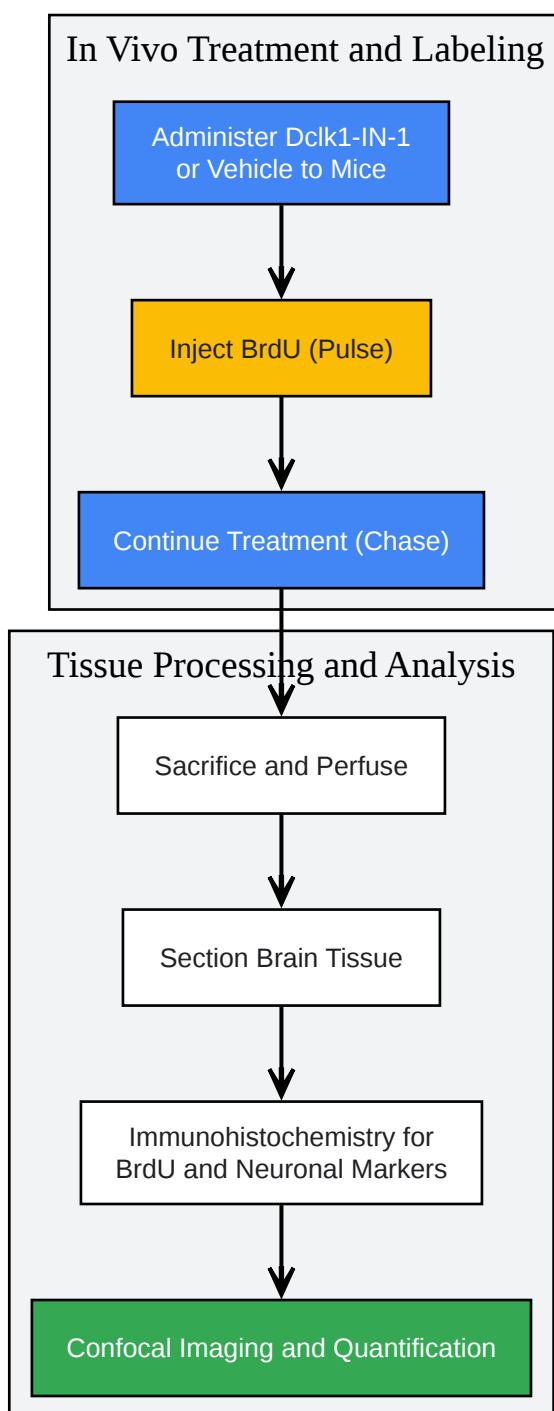 In Vivo Treatment and Labeling
Administer Dclk1-IN-1
or Vehicle to Mice
Inject BrdU (Pulse)
Continue Treatment (Chase)
Tissue Processing and Analysis
Sacrifice and Perfuse
Section Brain Tissue
Immunohistochemistry for
BrdU and Neuronal Markers
Confocal Imaging and Quantification